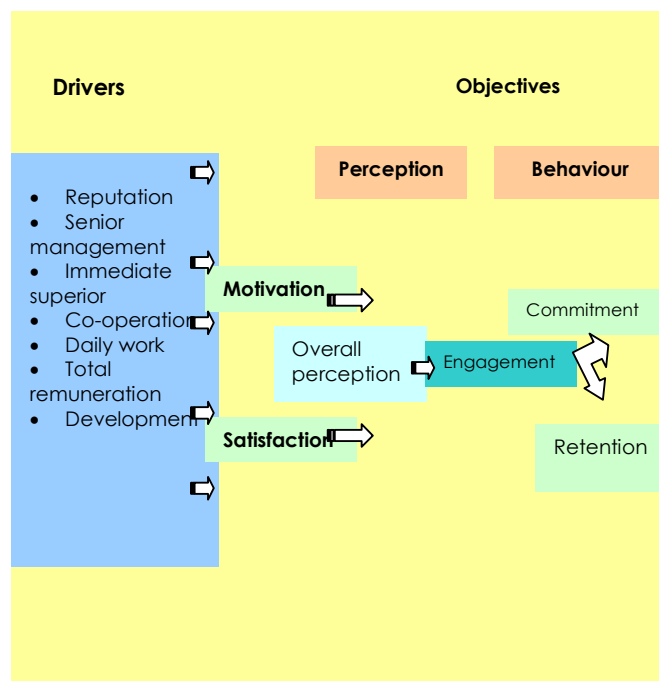 Drivers
Objectives
Perception
Behaviour
• Reputation
• Senior
management
• Immediate
superior
• Co-operation
• Daily work
• Total
remuneration
• Development
Motivation
Satisfaction
Overall
perception
Engagement
Commitment
Retention